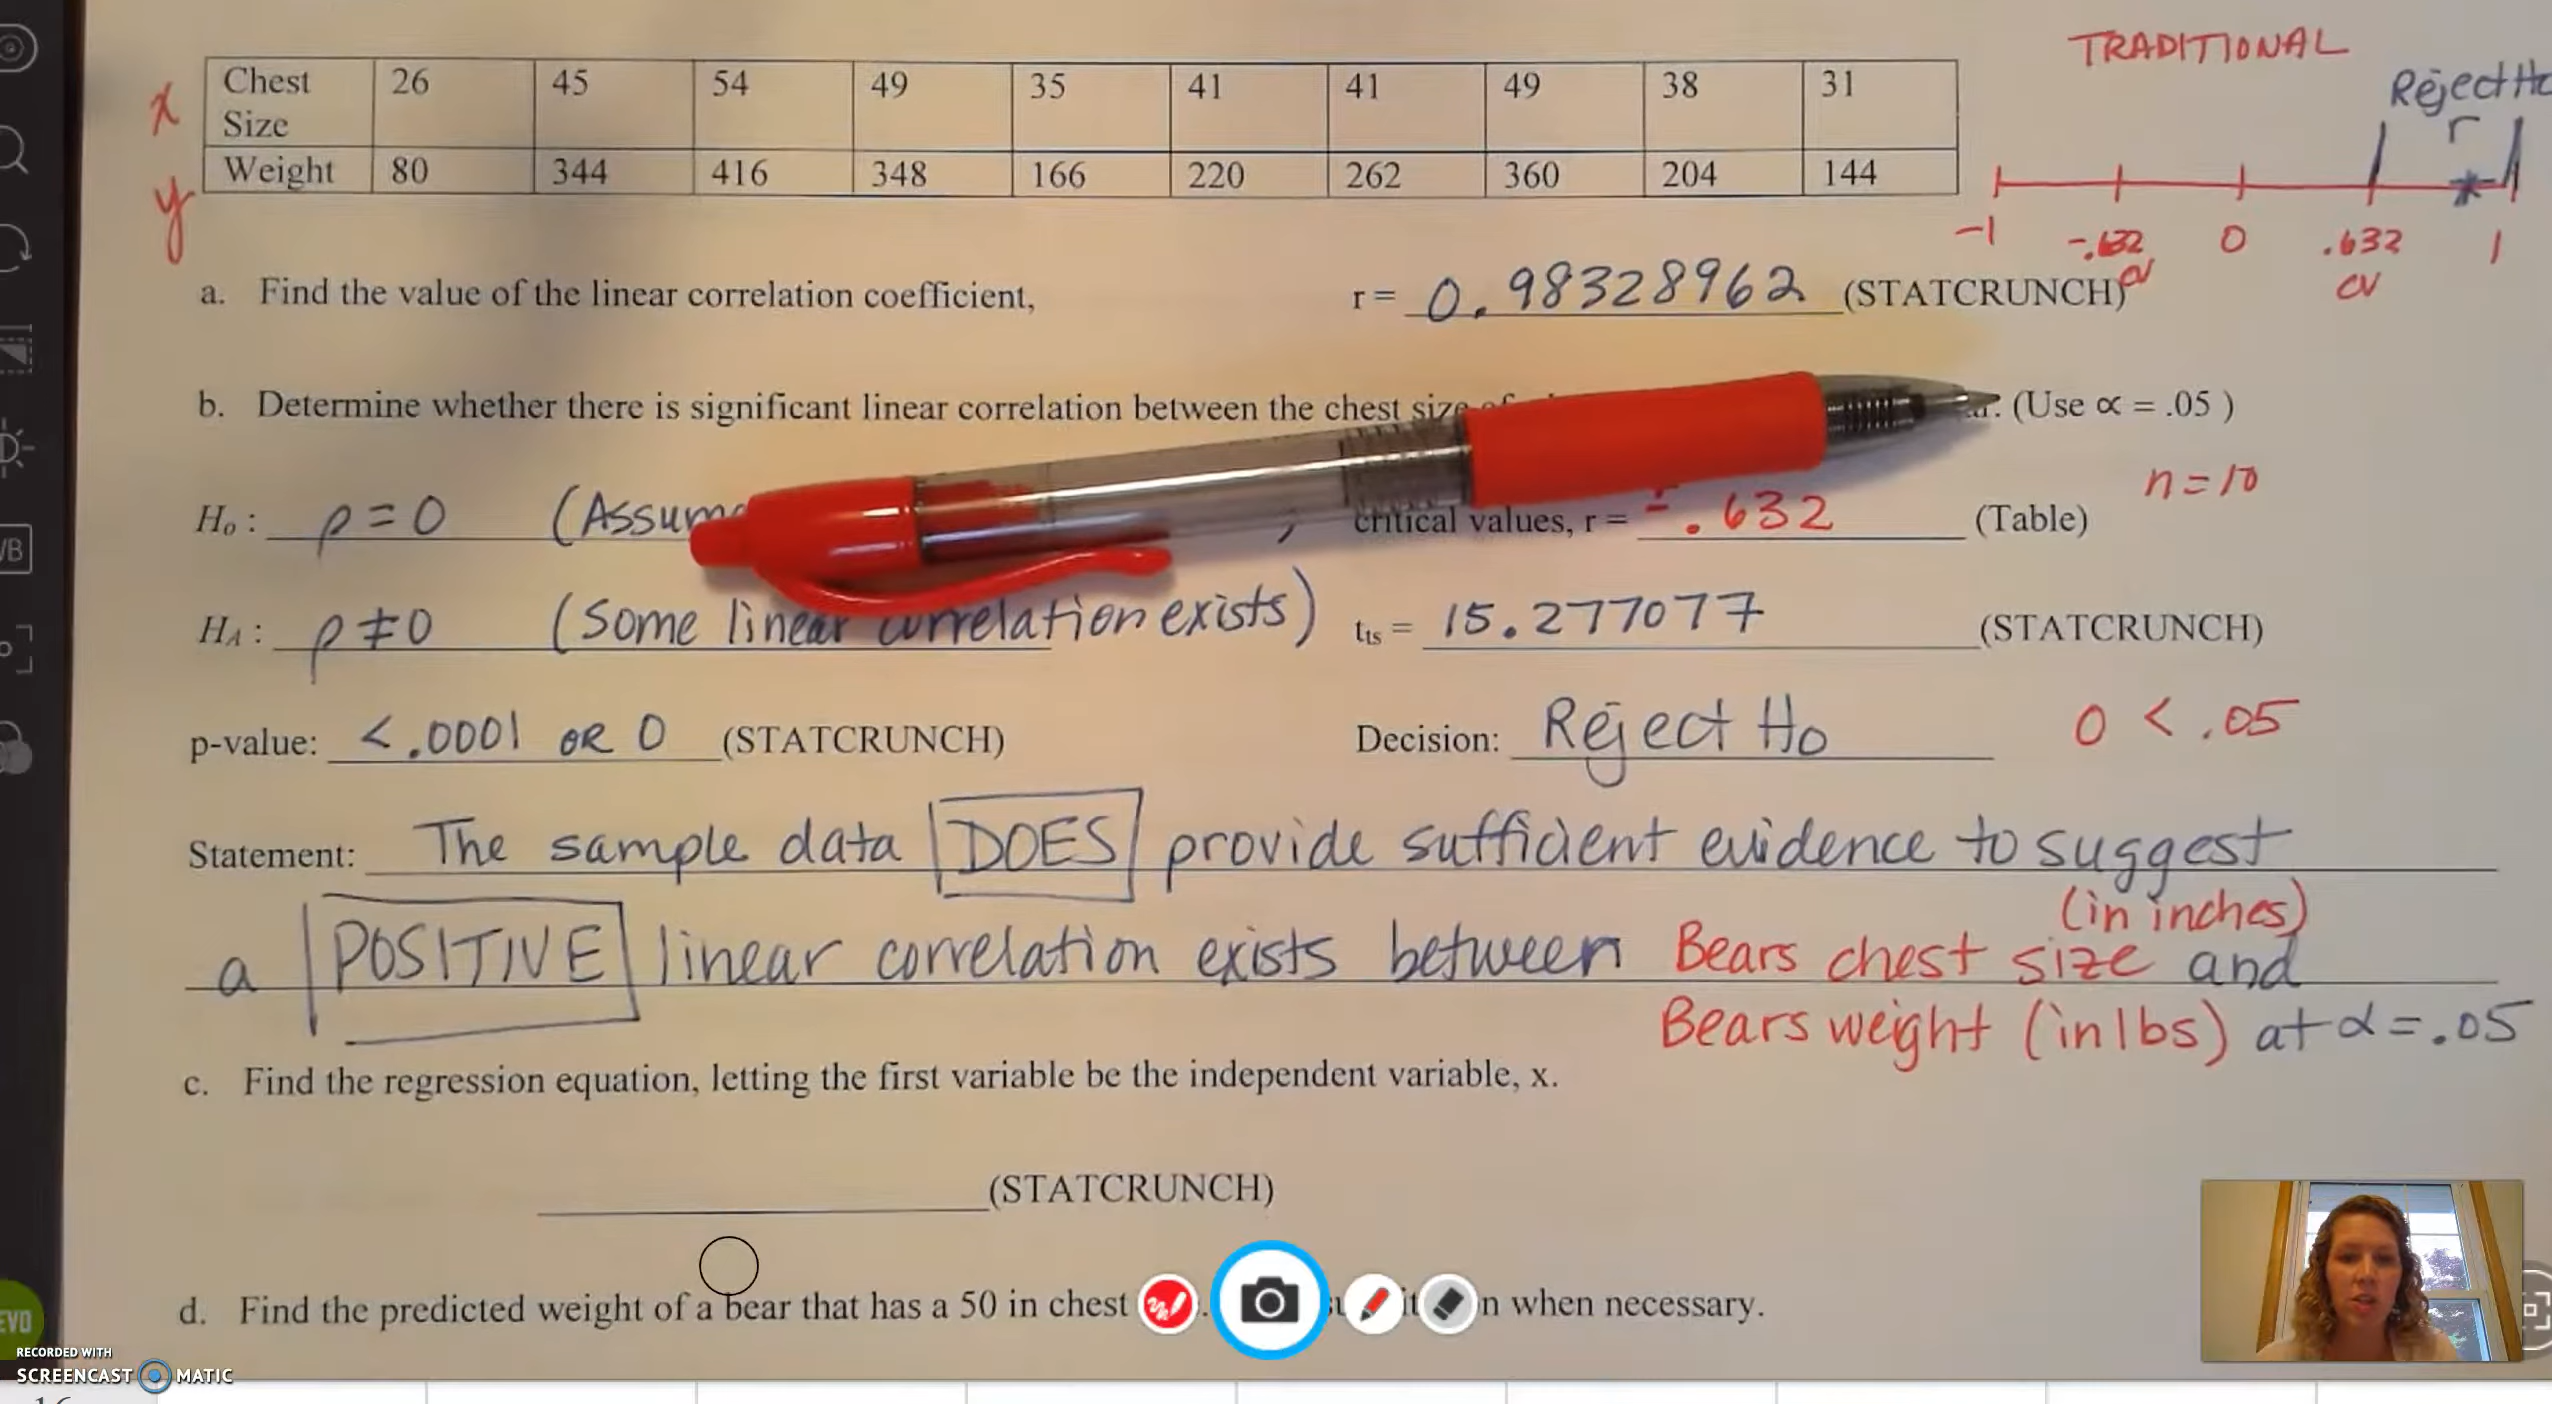 TRADITIONAL
Reject Ho
r
x Chest Size 26 45 54 49 35 41 41 49 38 31
y Weight 80 344 416 348 166 220 262 360 204 144
-1 -.632 0 .632 1
CV CV
a. Find the value of the linear correlation coefficient, r = 0.98328962 (STATCRUNCH)
b. Determine whether there is significant linear correlation between the chest size (Use ∝ = .05 )
n = 10
Ho : ρ = 0 (Assume critical values, r = .632 (Table)
HA : ρ ≠ 0 (Some linear correlation exists) tts = 15.277077 (STATCRUNCH)
p-value: < .0001 OR 0 (STATCRUNCH) Decision: Reject Ho 0 < .05
Statement: The sample data DOES provide sufficient evidence to suggest
(in inches)
a POSITIVE linear correlation exists between Bears chest size and
Bears weight (in lbs) at α = .05
c. Find the regression equation, letting the first variable be the independent variable, x.
(STATCRUNCH)
d. Find the predicted weight of a bear that has a 50 in chest n when necessary.
EVO
RECORDED WITH
SCREENCAST MATIC